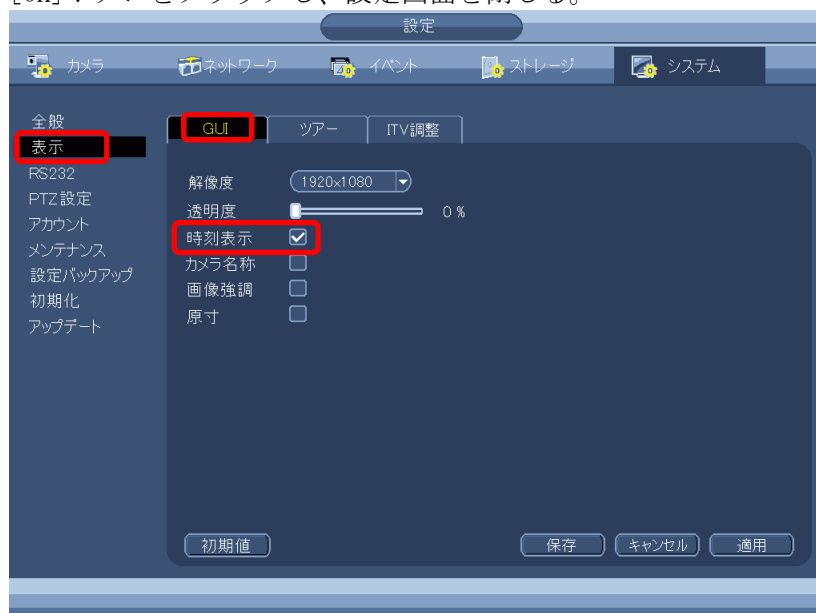 [OK]ボタンをクリックし、設定画面を閉じる。
設定
カメラ ネットワーク イベント ストレージ システム
全般
表示
RS232
PTZ設定
アカウント
メンテナンス
設定バックアップ
初期化
アップデート
GUI ツアー ITV調整
解像度 1920×1080
透明度 0 %
時刻表示
カメラ名称
画像強調
原寸
初期値 保存 キャンセル 適用